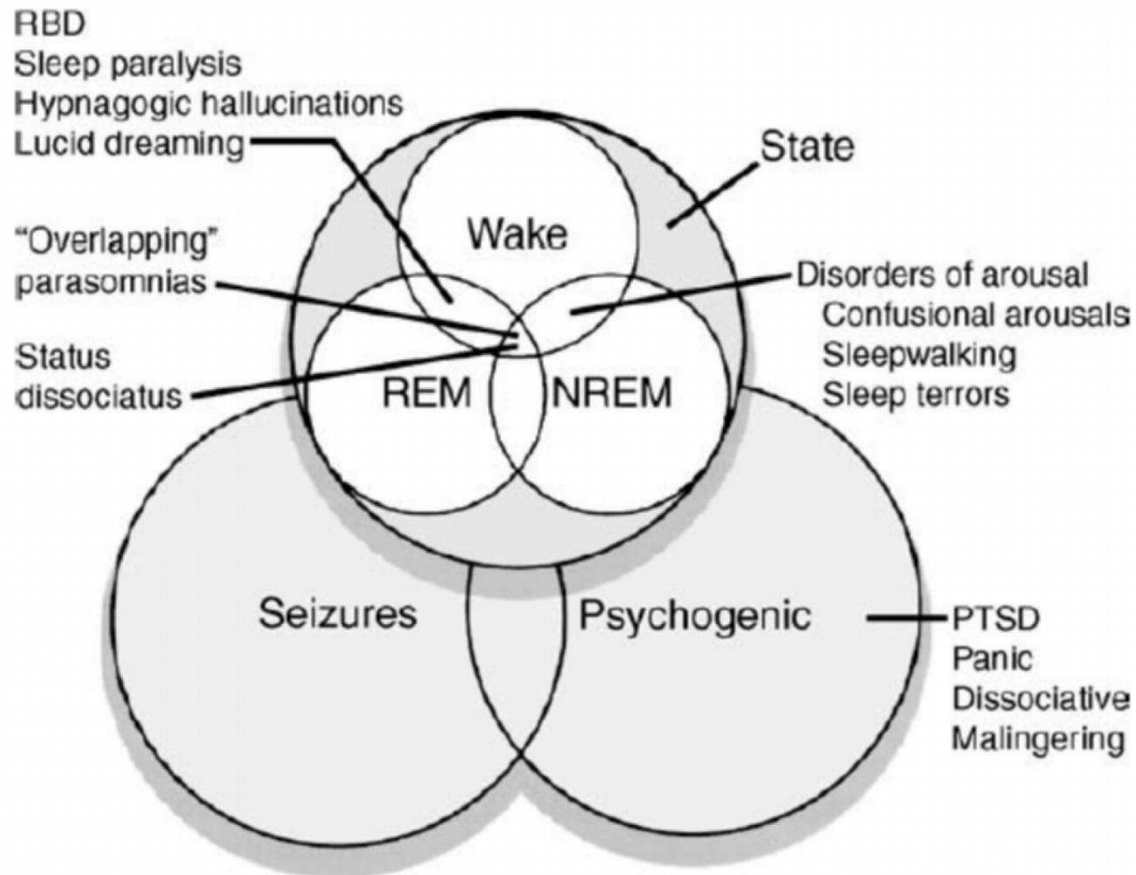 RBD
Sleep paralysis
Hypnagogic hallucinations
Lucid dreaming
State
Wake
“Overlapping”
parasomnias
Disorders of arousal
Confusional arousals
Sleepwalking
Sleep terrors
Status
dissociatus
REM
NREM
Seizures
Psychogenic
PTSD
Panic
Dissociative
Malingering